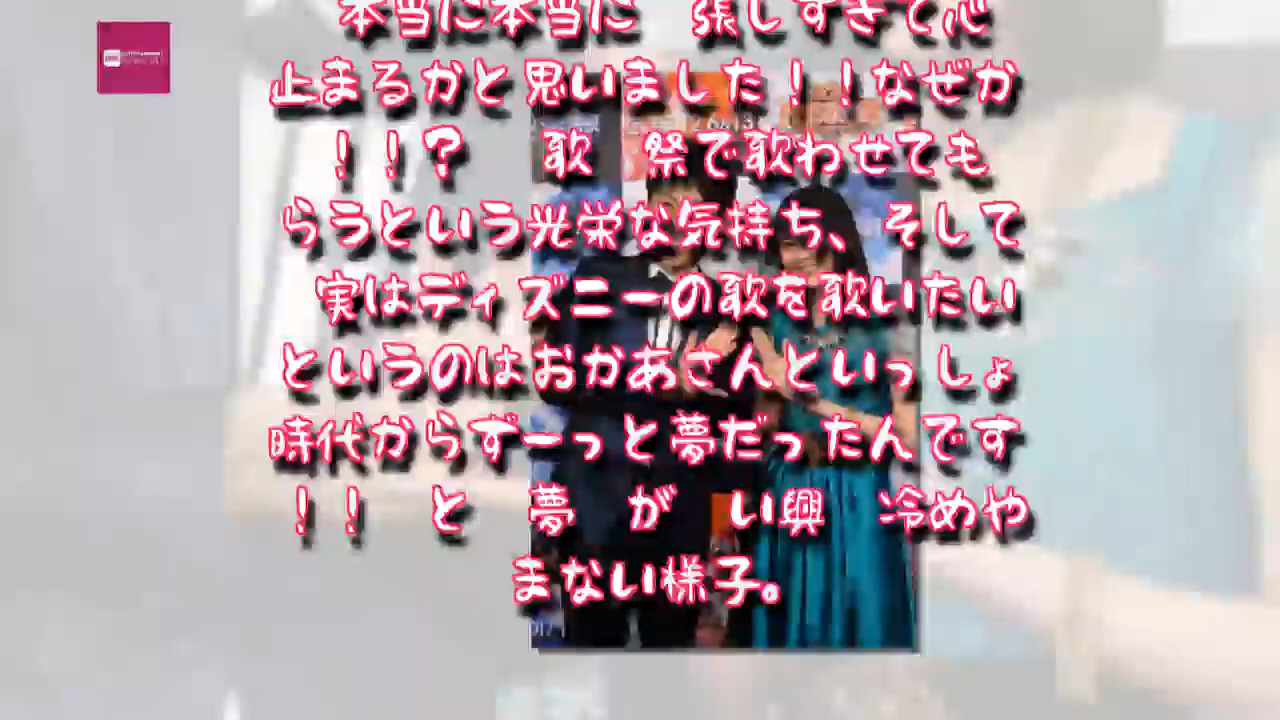 本当に本当に　張しすぎて心
止まるかと思いました！！なぜか
！！？　歌　祭で歌わせても
らうという光栄な気持ち、そして
実はディズニーの歌を歌いたい
というのはおかあさんといっしょ
時代からずーっと夢だったんです
！！　と　夢　が　い興　冷めや
まない様子。